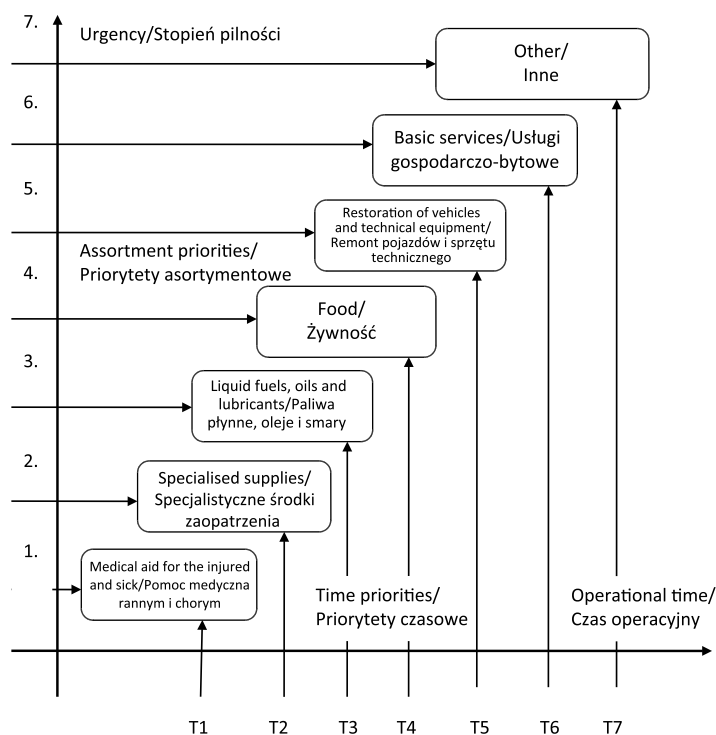 7.
Urgency/Stopień pilności
Other/
Inne
6.
Basic services/Usługi
gospodarczo-bytowe
5.
Restoration of vehicles
and technical equipment/
Remont pojazdów i sprzętu
technicznego
Assortment priorities/
Priorytety asortymentowe
4.
Food/
Żywność
3.
Liquid fuels, oils and
lubricants/Paliwa
płynne, oleje i smary
2.
Specialised supplies/
Specjalistyczne środki
zaopatrzenia
1.
Medical aid for the injured
and sick/Pomoc medyczna
rannym i chorym
Time priorities/
Priorytety czasowe
Operational time/
Czas operacyjny
T1 T2 T3 T4 T5 T6 T7